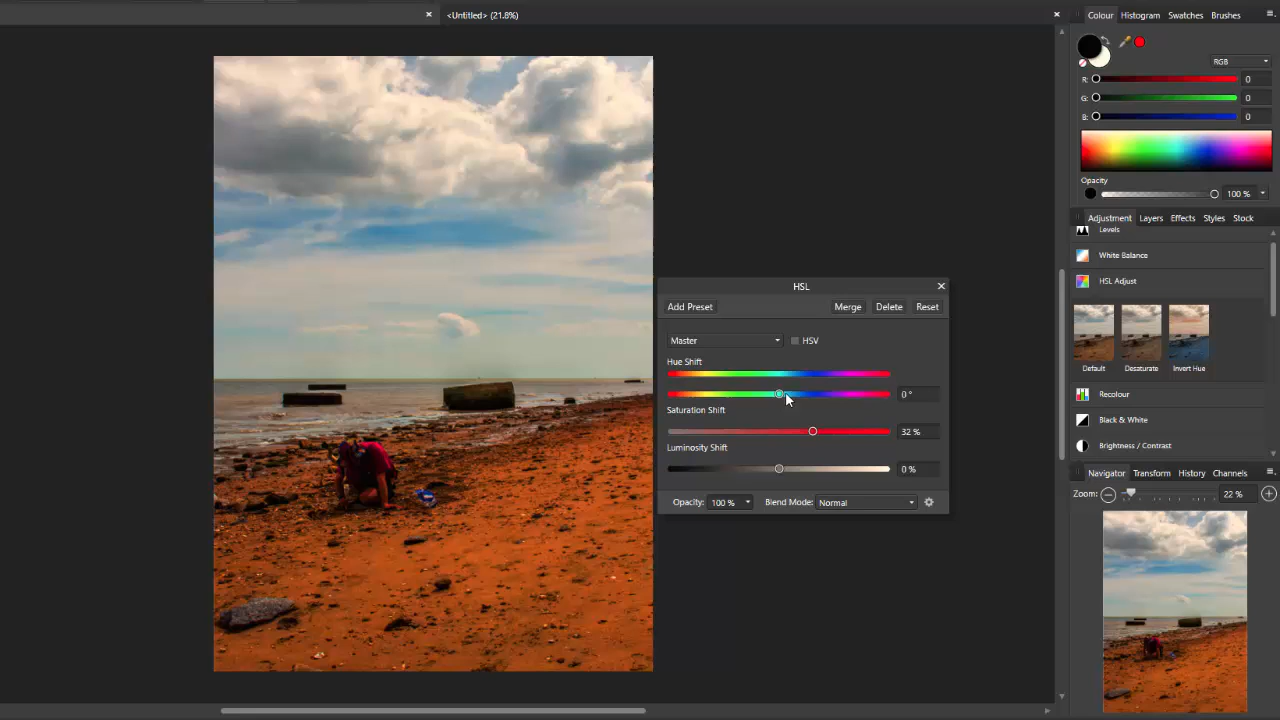 <Untitled> (21.8%)
Colour Histogram Swatches Brushes
RGB
R: 0
G: 0
B: 0
Opacity
100 %
Adjustment Layers Effects Styles Stock
Levels
White Balance
HSL Adjust
Default Desaturate Invert Hue
Recolour
Black & White
Brightness / Contrast
Navigator Transform History Channels
Zoom: 22 %
HSL
Add Preset Merge Delete Reset
Master HSV
Hue Shift
0 °
Saturation Shift
32 %
Luminosity Shift
0 %
Opacity: 100 % Blend Mode: Normal